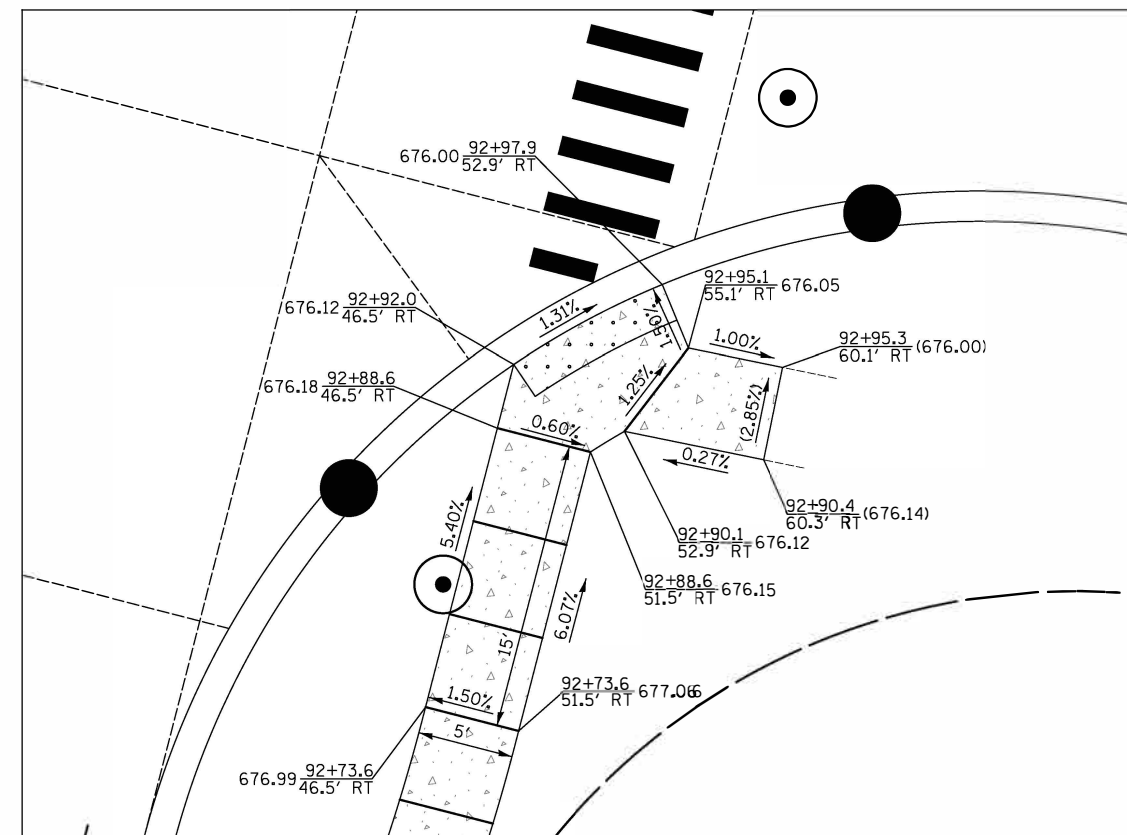 676.00 92+97.9
52.9' RT
1.31%
1.50%
92+95.1
55.1' RT 676.05
676.12 92+92.0
46.5' RT
1.00%
92+95.3
60.1' RT (676.00)
676.18 92+88.6
46.5' RT
1.25%
(2.85%)
0.60%
0.27%
92+90.4
60.3' RT (676.14)
5.40%
92+90.1
52.9' RT 676.12
92+88.6
51.5' RT 676.15
6.07%
15'
92+73.6
51.5' RT 677.06
1.50%
5'
676.99 92+73.6
46.5' RT